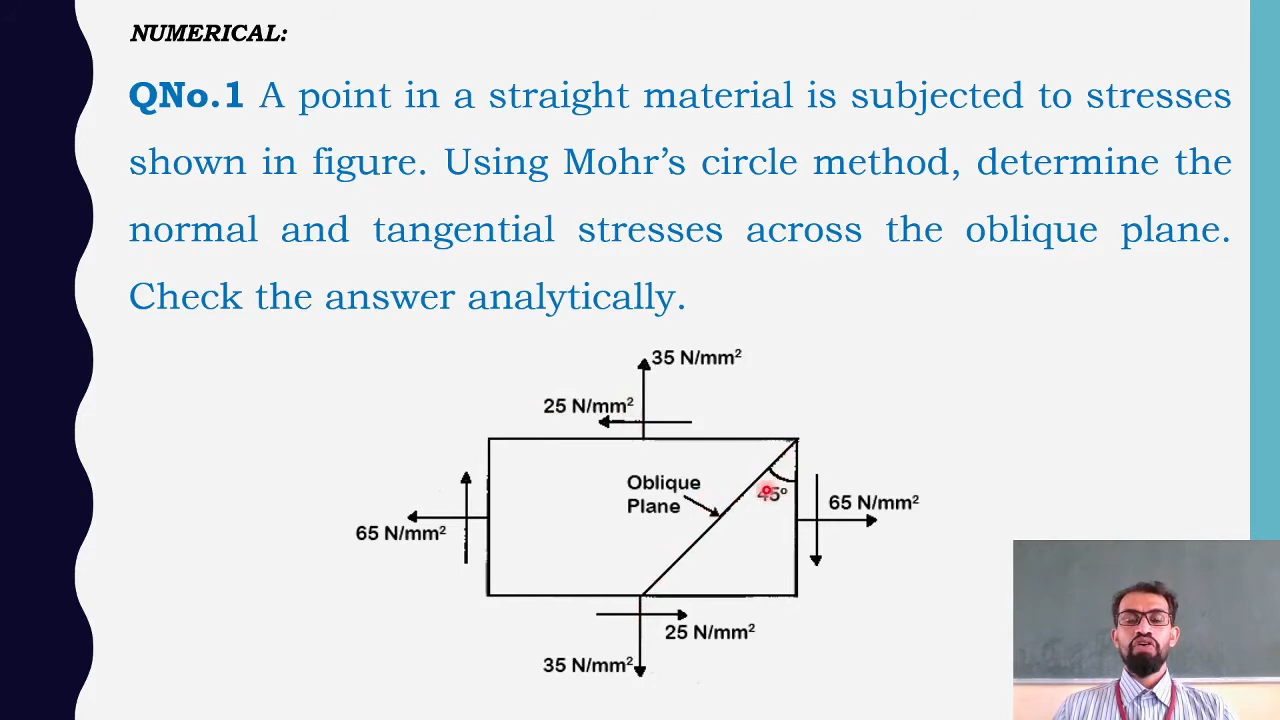 NUMERICAL:
QNo.1 A point in a straight material is subjected to stresses
shown in figure. Using Mohr’s circle method, determine the
normal and tangential stresses across the oblique plane.
Check the answer analytically.
35 N/mm²
25 N/mm²
Oblique
Plane
45º
65 N/mm²
65 N/mm²
25 N/mm²
35 N/mm²